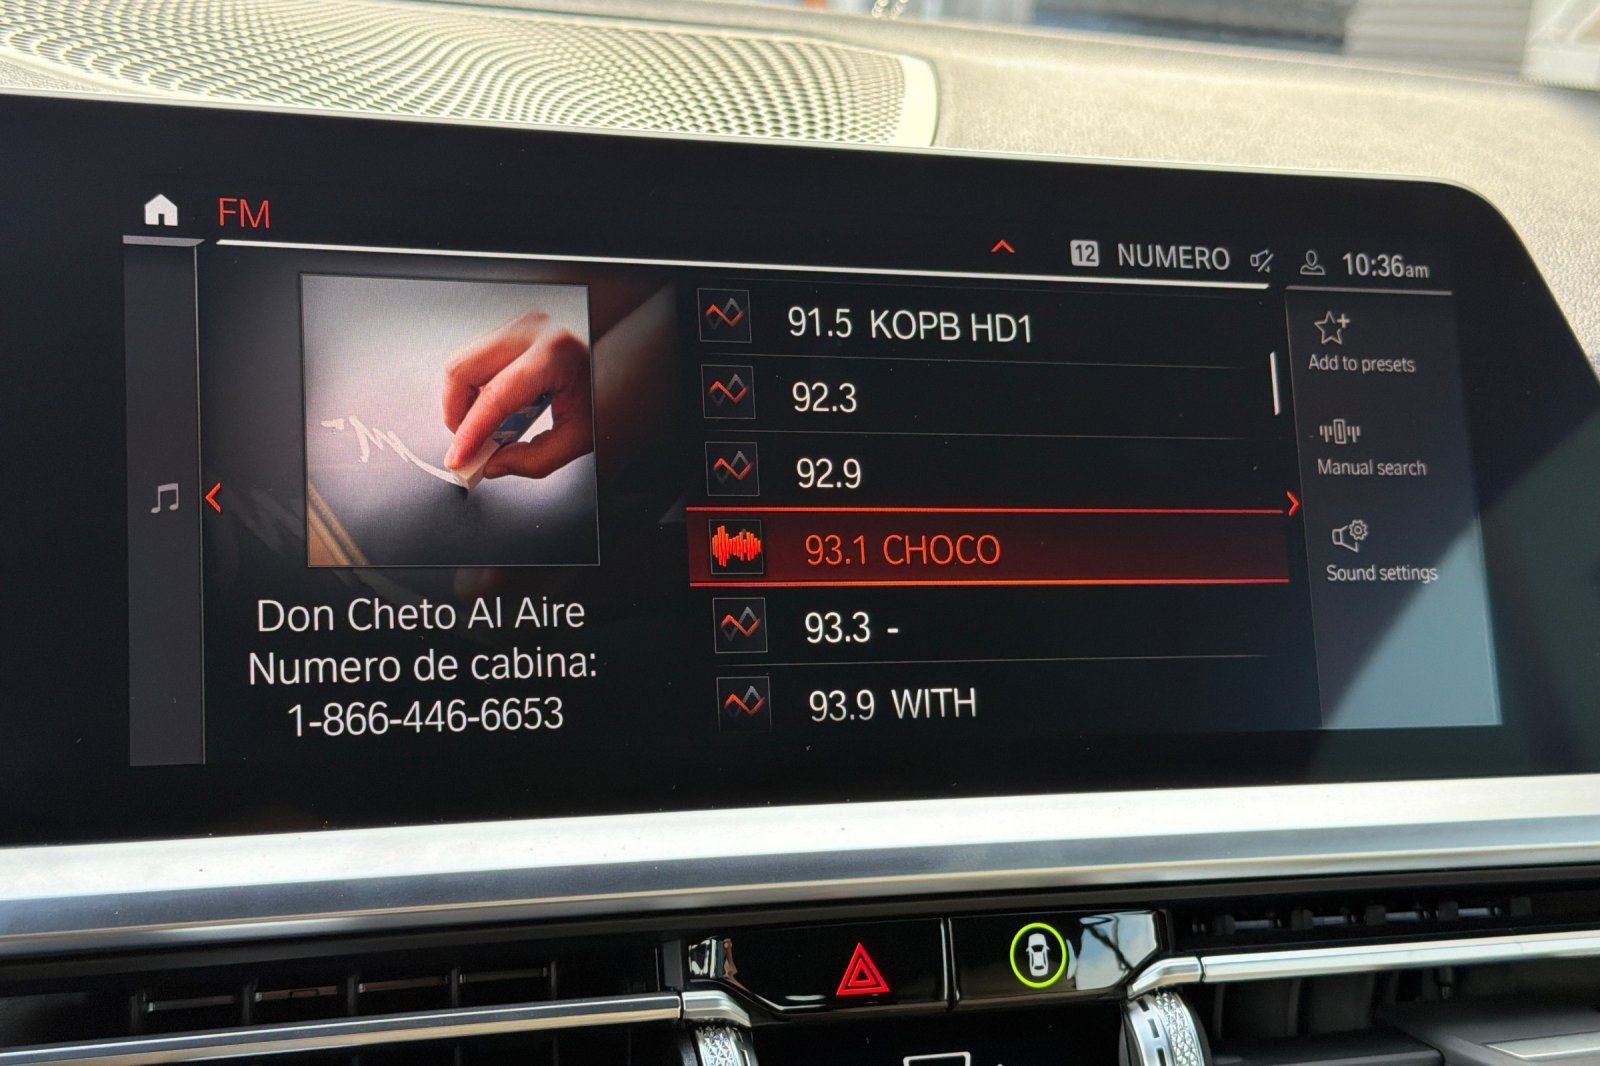 FM
12 NUMERO 10:36am
Don Cheto Al Aire
Numero de cabina:
1-866-446-6653
91.5 KOPB HD1
92.3
92.9
93.1 CHOCO
93.3 -
93.9 WITH
Add to presets
Manual search
Sound settings